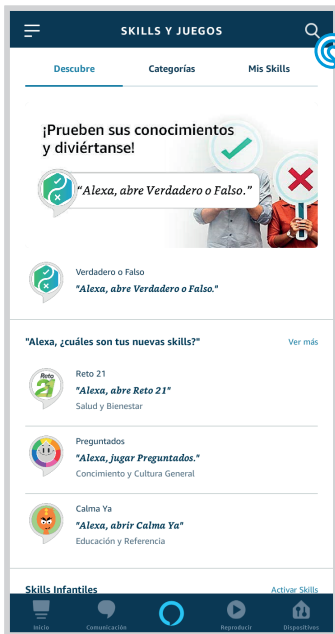 SKILLS Y JUEGOS
Descubre Categorías Mis Skills
¡Prueben sus conocimientos
y diviértanse!
"Alexa, abre Verdadero o Falso."
Verdadero o Falso
"Alexa, abre Verdadero o Falso."
"Alexa, ¿cuáles son tus nuevas skills?" Ver más
Reto 21
Reto
21
"Alexa, abre Reto 21"
Salud y Bienestar
Preguntados
"Alexa, jugar Preguntados."
Concimiento y Cultura General
Calma Ya
"Alexa, abrir Calma Ya"
Educación y Referencia
Skills Infantiles Activar Skills
Inicio Comunicación Reproducir Dispositivos